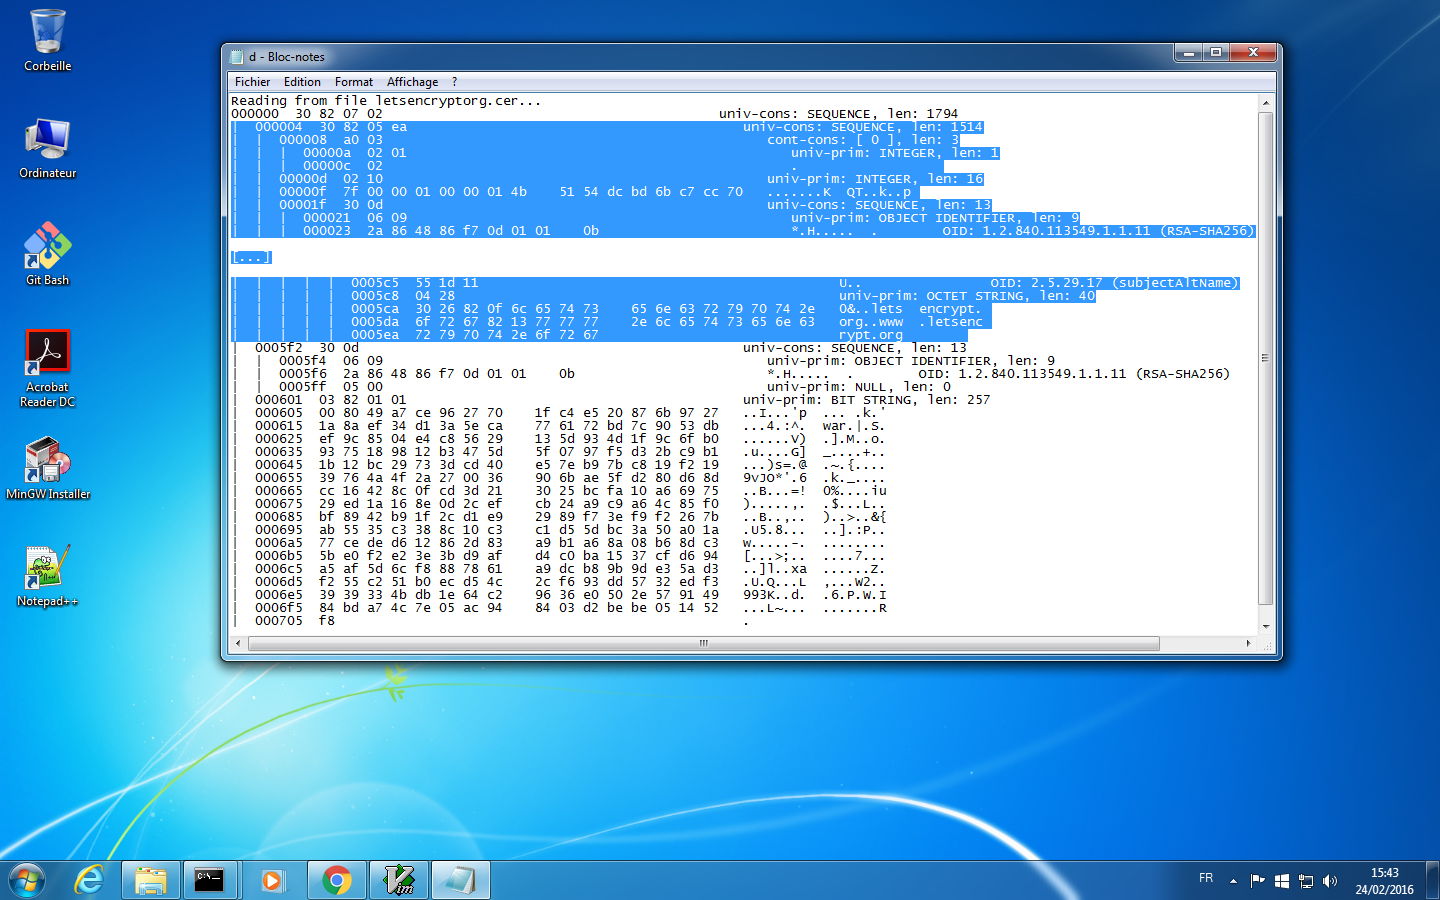 Corbeille
Ordinateur
Git Bash
Acrobat
Reader DC
MinGW Installer
Notepad++
d - Bloc-notes
Fichier Edition Format Affichage ?
Reading from file letsencryptorg.cer...
000000 30 82 07 02 univ-cons: SEQUENCE, len: 1794
| 000004 30 82 05 ea univ-cons: SEQUENCE, len: 1514
| | 000008 a0 03 cont-cons: [ 0 ], len: 3
| | | 00000a 02 01 univ-prim: INTEGER, len: 1
| | | 00000c 02 .
| | 00000d 02 10 univ-prim: INTEGER, len: 16
| | 00000f 7f 00 00 01 00 00 01 4b 51 54 dc bd 6b c7 cc 70 .......K QT..k..p
| | 00001f 30 0d univ-cons: SEQUENCE, len: 13
| | | 000021 06 09 univ-prim: OBJECT IDENTIFIER, len: 9
| | | 000023 2a 86 48 86 f7 0d 01 01 0b *.H..... . OID: 1.2.840.113549.1.1.11 (RSA-SHA256)
[...]
| | | | | 0005c5 55 1d 11 U.. OID: 2.5.29.17 (subjectAltName)
| | | | | 0005c8 04 28 univ-prim: OCTET STRING, len: 40
| | | | | 0005ca 30 26 82 0f 6c 65 74 73 65 6e 63 72 79 70 74 2e 0&..lets encrypt.
| | | | | 0005da 6f 72 67 82 13 77 77 77 2e 6c 65 74 73 65 6e 63 org..www .letsenc
| | | | | 0005ea 72 79 70 74 2e 6f 72 67 rypt.org
| 0005f2 30 0d univ-cons: SEQUENCE, len: 13
| | 0005f4 06 09 univ-prim: OBJECT IDENTIFIER, len: 9
| | 0005f6 2a 86 48 86 f7 0d 01 01 0b *.H..... . OID: 1.2.840.113549.1.1.11 (RSA-SHA256)
| | 0005ff 05 00 univ-prim: NULL, len: 0
| 000601 03 82 01 01 univ-prim: BIT STRING, len: 257
| 000605 00 80 49 a7 ce 96 27 70 1f c4 e5 20 87 6b 97 27 ..I...'p ... .k.'
| 000615 1a 8a ef 34 d1 3a 5e ca 77 61 72 bd 7c 90 53 db ...4.:^. war.|.S.
| 000625 ef 9c 85 04 e4 c8 56 29 13 5d 93 4d 1f 9c 6f b0 ......V) .].M..o.
| 000635 93 75 18 98 12 b3 47 5d 5f 07 97 f5 d3 2b c9 b1 .u....G] _....+..
| 000645 1b 12 bc 29 73 3d cd 40 e5 7e b9 7b c8 19 f2 19 ...)s=.@ .~.{....
| 000655 39 76 4a 4f 2a 27 00 36 90 6b ae 5f d2 80 d6 8d 9vJO*'.6 .k._....
| 000665 cc 16 42 8c 0f cd 3d 21 30 25 bc fa 10 a6 69 75 ..B...=! 0%....iu
| 000675 29 ed 1a 16 8e 0d 2c ef cb 24 a9 c9 a6 4c 85 f0 ).....,. .$...L..
| 000685 bf 89 42 b9 1f 2c d1 e9 29 89 f7 3e f9 f2 26 7b ..B..,.. )..>..&{
| 000695 ab 55 35 c3 38 8c 10 c3 c1 d5 5d bc 3a 50 a0 1a .U5.8... ..].:P..
| 0006a5 77 ce de d6 12 86 2d 83 a9 b1 a6 8a 08 b6 8d c3 w.....-. ........
| 0006b5 5b e0 f2 e2 3e 3b d9 af d4 c0 ba 15 37 cf d6 94 [...>;.. ....7...
| 0006c5 a5 af 5d 6c f8 88 78 61 a9 dc b8 9b 9d e3 5a d3 ..]l..xa ......Z.
| 0006d5 f2 55 c2 51 b0 ec d5 4c 2c f6 93 dd 57 32 ed f3 .U.Q...L ,...W2..
| 0006e5 39 39 33 4b db 1e 64 c2 96 36 e0 50 2e 57 91 49 993K..d. .6.P.W.I
| 0006f5 84 bd a7 4c 7e 05 ac 94 84 03 d2 be be 05 14 52 ...L~... .......R
| 000705 f8 .
FR
15:43
24/02/2016